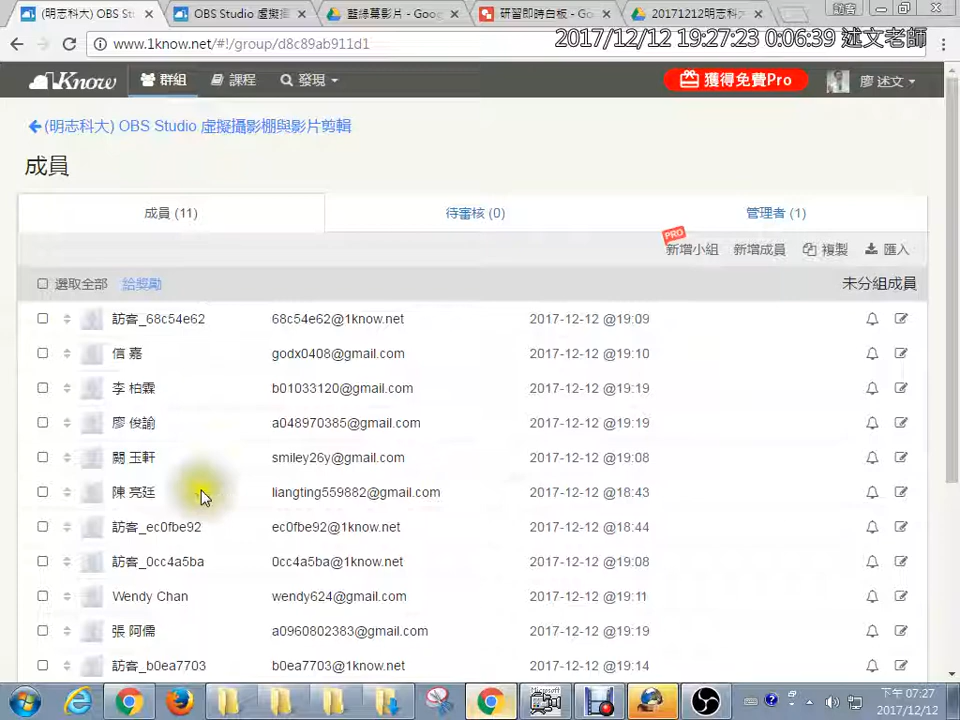 (明志科大) OBS St
OBS Studio 虛擬攝
藍綠幕影片 - Goog
研習即時白板 - Goo
20171212明志科大
www.1know.net/#!/group/d8c89ab911d1
2017/12/12 19:27:23 0:06:39 述文老師
1Know
群組
課程
發現
獲得免費Pro
廖 述文
(明志科大) OBS Studio 虛擬攝影棚與影片剪輯
成員
成員 (11)
待審核 (0)
管理者 (1)
PRO
新增小組 新增成員 複製 匯入
選取全部 給獎勵 未分組成員
訪客_68c54e62 68c54e62@1know.net 2017-12-12 @19:09
信 嘉 godx0408@gmail.com 2017-12-12 @19:10
李 柏霖 b01033120@gmail.com 2017-12-12 @19:19
廖 俊諭 a048970385@gmail.com 2017-12-12 @19:19
闕 玉軒 smiley26y@gmail.com 2017-12-12 @19:08
陳 亮廷 liangting559882@gmail.com 2017-12-12 @18:43
訪客_ec0fbe92 ec0fbe92@1know.net 2017-12-12 @18:44
訪客_0cc4a5ba 0cc4a5ba@1know.net 2017-12-12 @19:08
Wendy Chan wendy624@gmail.com 2017-12-12 @19:11
張 阿儒 a0960802383@gmail.com 2017-12-12 @19:19
訪客_b0ea7703 b0ea7703@1know.net 2017-12-12 @19:14
Microsoft
下午 07:27
2017/12/12